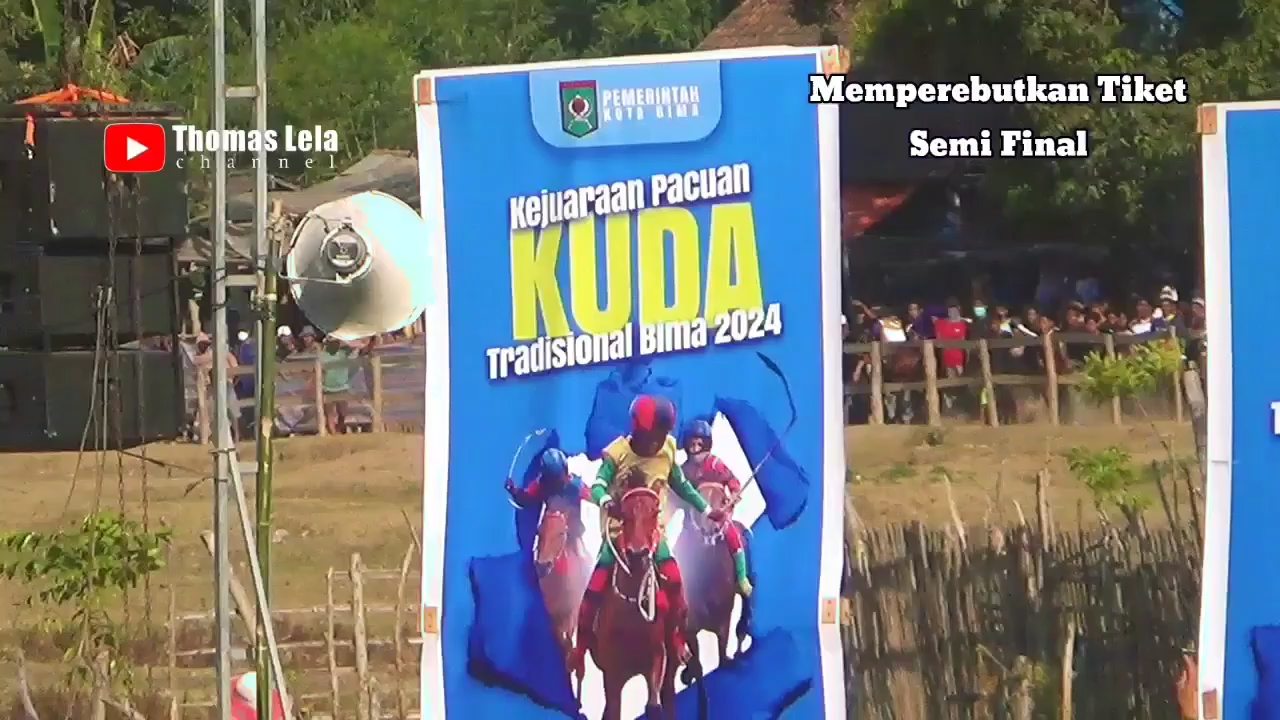 Thomas Lela
channel
PEMERINTAH
KOTA BIMA
Kejuaraan Pacuan
KUDA
Tradisional Bima 2024
Memperebutkan Tiket
Semi Final